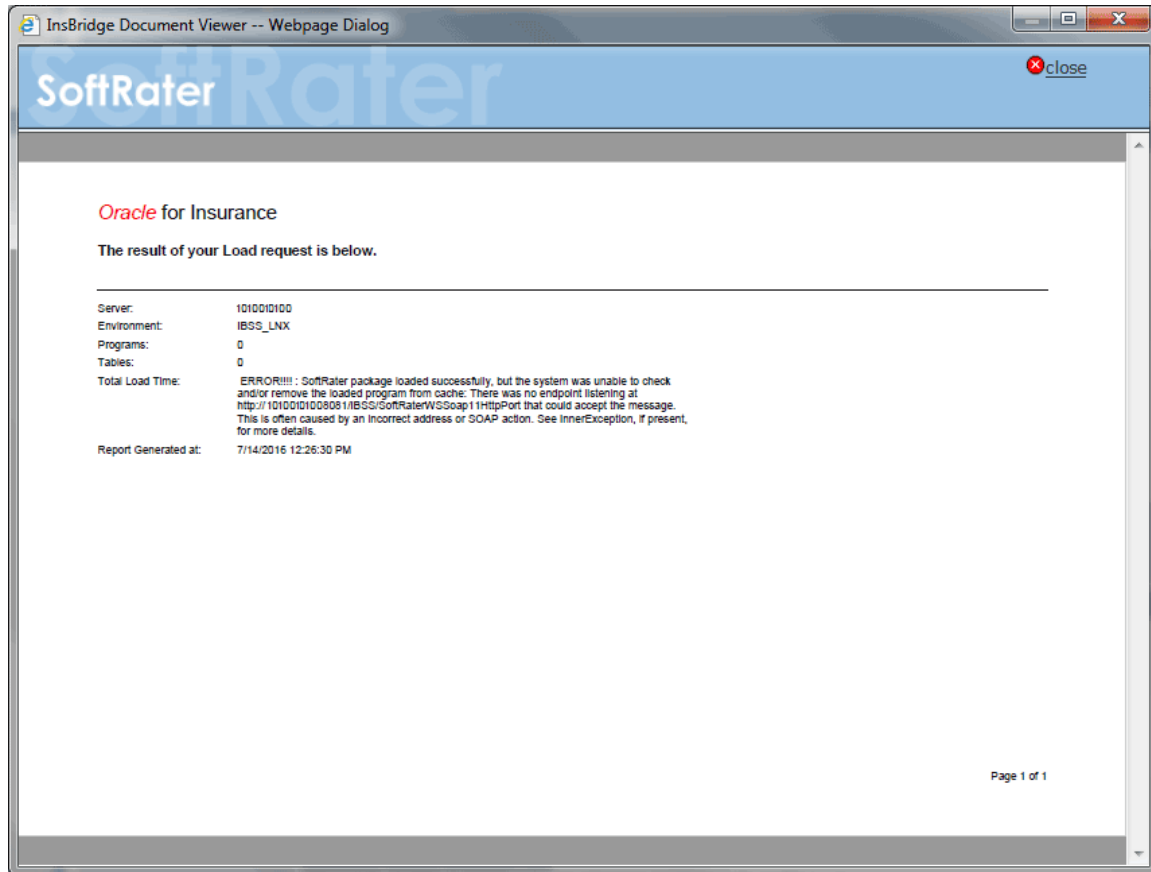 InsBridge Document Viewer -- Webpage Dialog
SoftRater
SoftRater
close
Oracle for Insurance
The result of your Load request is below.
Server: 1010010100
Environment: IBSS_LNX
Programs: 0
Tables: 0
Total Load Time: ERROR!!!! : SoftRater package loaded successfully, but the system was unable to check
and/or remove the loaded program from cache: There was no endpoint listening at
http://10100101008081/IBSS/SoftRaterWSSoap11HttpPort that could accept the message.
This is often caused by an incorrect address or SOAP action. See InnerException, if present,
for more details.
Report Generated at: 7/14/2016 12:26:30 PM
Page 1 of 1